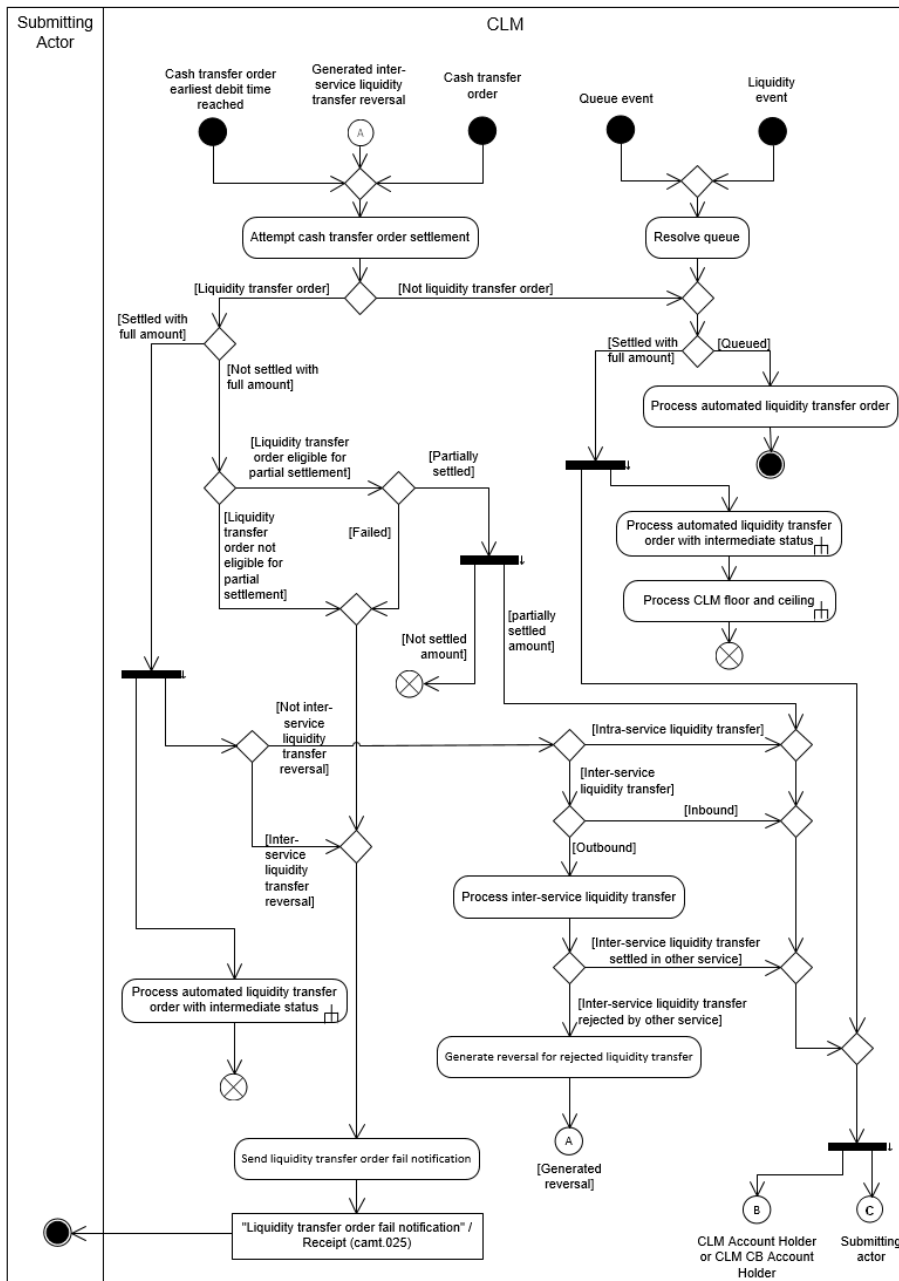 Submitting
Actor
CLM
Cash transfer order
earliest debit time
reached
Generated inter-
service liquidity
transfer reversal
Cash transfer
order
Queue event
Liquidity
event
A
Attempt cash transfer order settlement
Resolve queue
[Liquidity transfer order]
[Not liquidity transfer order]
[Settled with
full amount]
[Not settled with
full amount]
[Settled with
full amount]
[Queued]
Process automated liquidity transfer order
[Liquidity transfer
order eligible for
partial settlement]
[Partially
settled]
[Liquidity
transfer
order not
eligible for
partial
settlement]
[Failed]
Process automated liquidity transfer
order with intermediate status
Process CLM floor and ceiling
[Not settled
amount]
[partially
settled
amount]
[Not inter-
service
liquidity
transfer
reversal]
[Intra-service liquidity transfer]
[Inter-service
liquidity transfer]
[Inbound]
[Inter-
service
liquidity
transfer
reversal]
[Outbound]
Process inter-service liquidity transfer
[Inter-service liquidity transfer
settled in other service]
Process automated liquidity transfer
order with intermediate status
[Inter-service liquidity transfer
rejected by other service]
Generate reversal for rejected liquidity transfer
A
[Generated
reversal]
Send liquidity transfer order fail notification
"Liquidity transfer order fail notification" /
Receipt (camt.025)
B
C
CLM Account Holder
or CLM CB Account
Holder
Submitting
actor